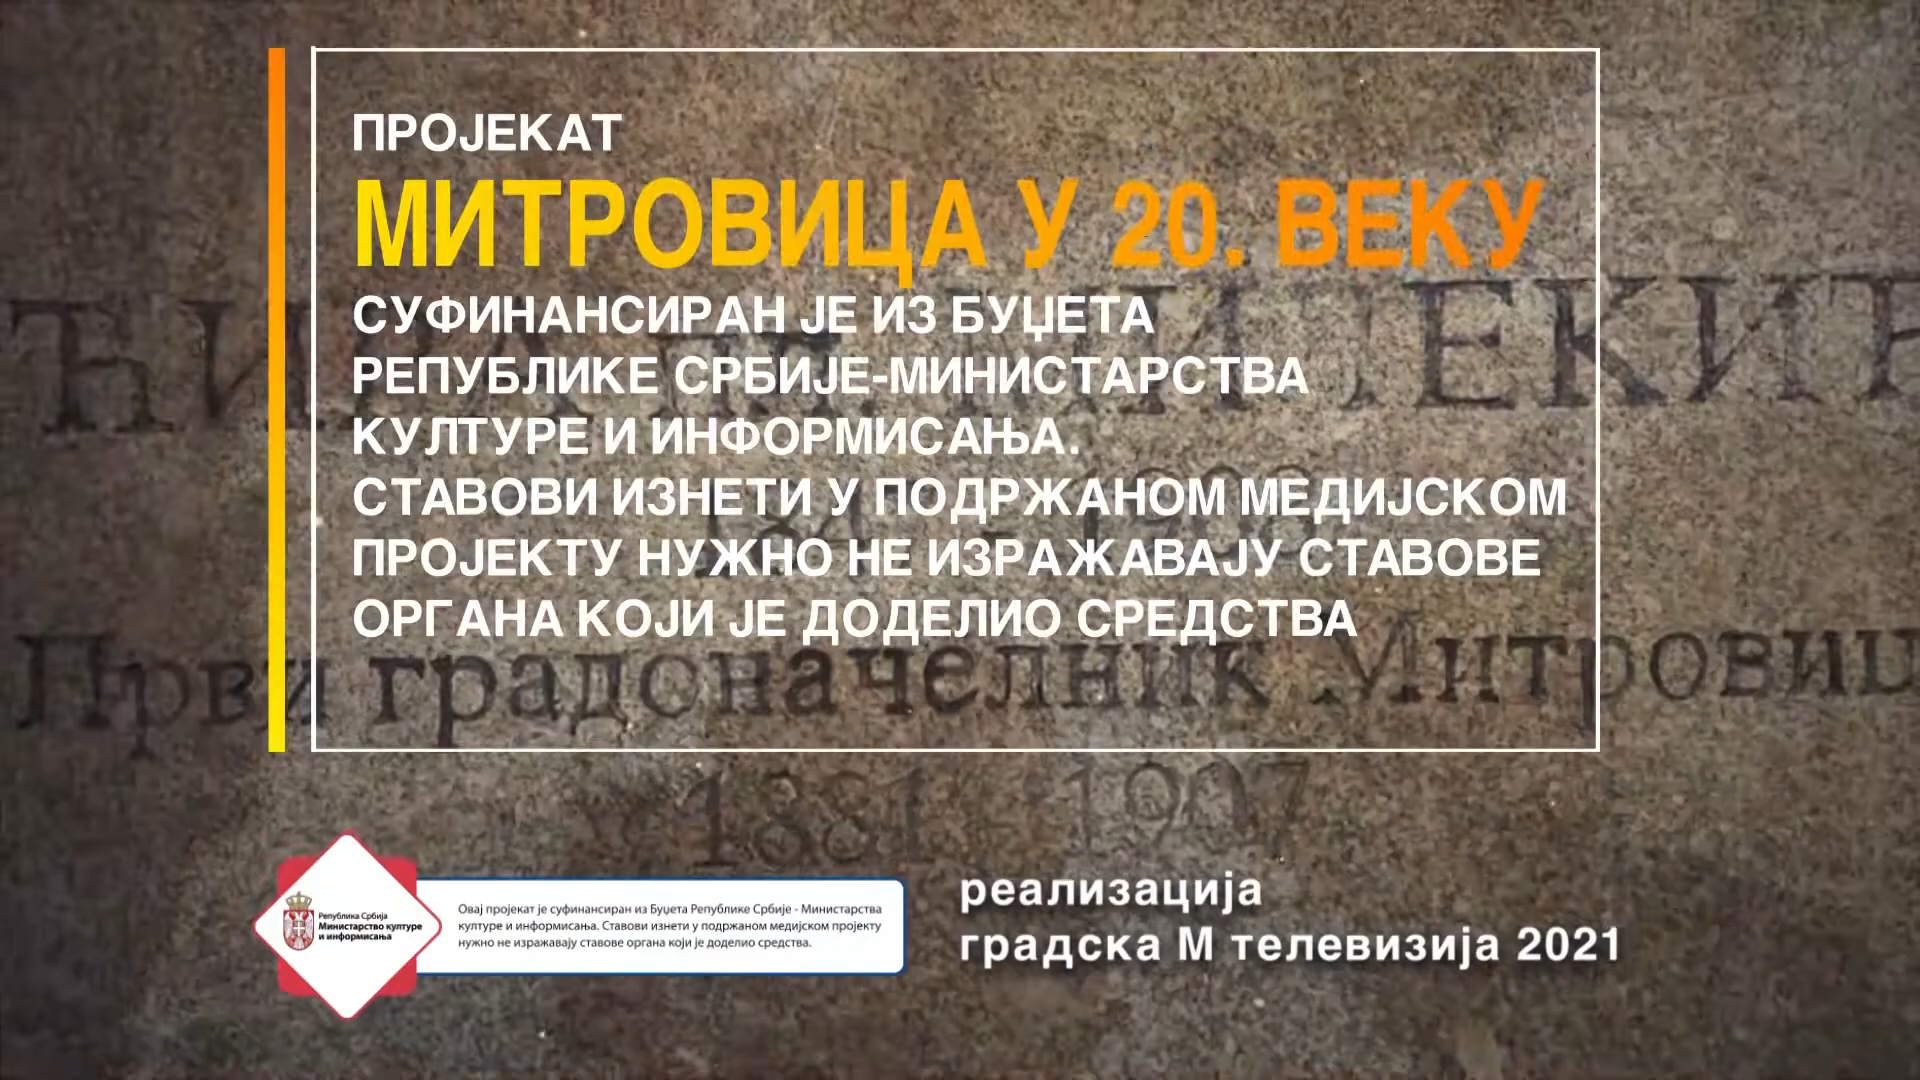 ПРОЈЕКАТ
МИТРОВИЦА У 20. ВЕКУ
СУФИНАНСИРАН ЈЕ ИЗ БУЏЕТА
РЕПУБЛИКЕ СРБИЈЕ-МИНИСТАРСТВА
КУЛТУРЕ И ИНФОРМИСАЊА.
СТАВОВИ ИЗНЕТИ У ПОДРЖАНОМ МЕДИЈСКОМ
ПРОЈЕКТУ НУЖНО НЕ ИЗРАЖАВАЈУ СТАВОВЕ
ОРГАНА КОЈИ ЈЕ ДОДЕЛИО СРЕДСТВА
Први градоначелник Митровиц
1881 - 1907
Република Србија
Министарство културе
и информисања
Овај пројекат је суфинансиран из Буџета Републике Србије - Министарства
културе и информисања. Ставови изнети у подржаном медијском пројекту
нужно не изражавају ставове органа који је доделио средства.
реализација
градска М телевизија 2021